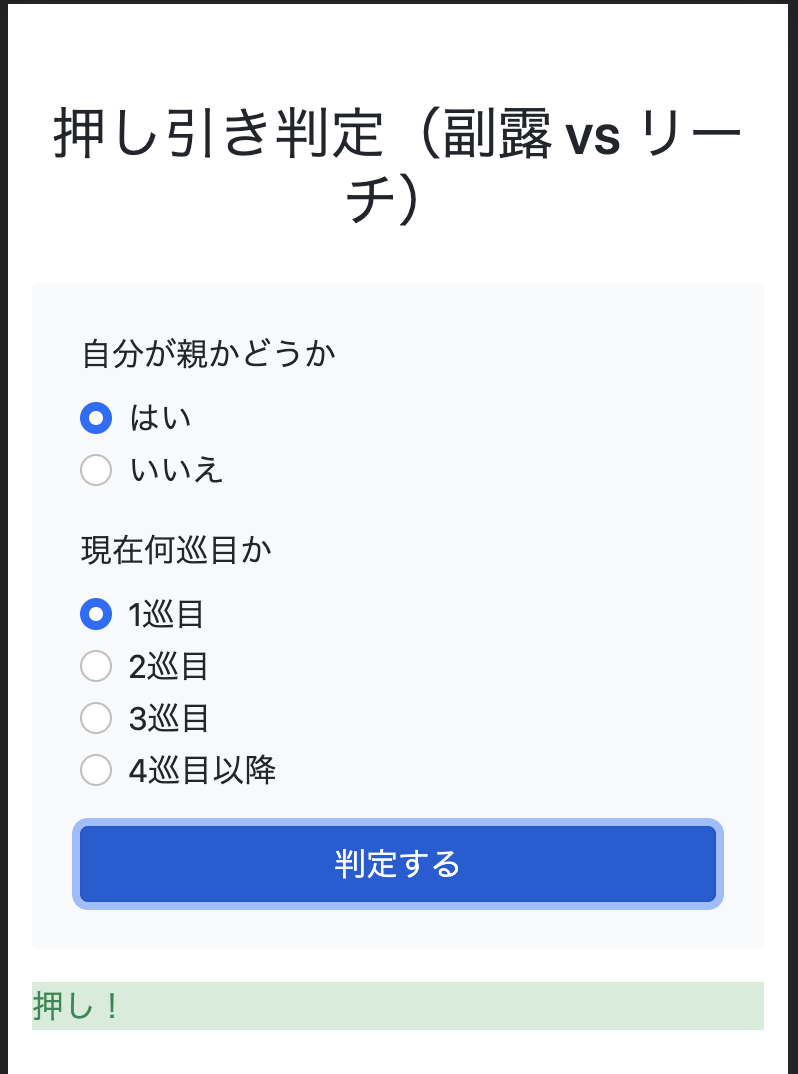 押し引き判定（副露 vs リー
チ）
自分が親かどうか
はい
いいえ
現在何巡目か
1巡目
2巡目
3巡目
4巡目以降
判定する
押し！